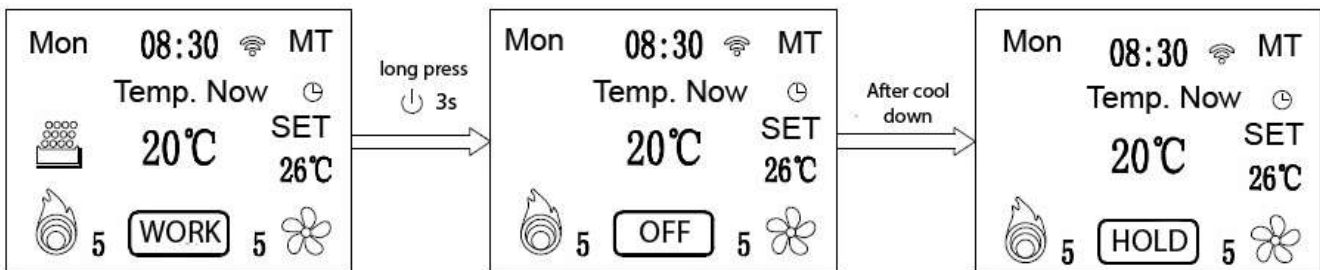 Mon 08:30 MT
Temp. Now
SET
20℃
26℃
5 WORK 5
long press
3s
Mon 08:30 MT
Temp. Now
SET
20℃
26℃
5 OFF 5
After cool
down
Mon 08:30 MT
Temp. Now
SET
20℃
26℃
5 HOLD 5